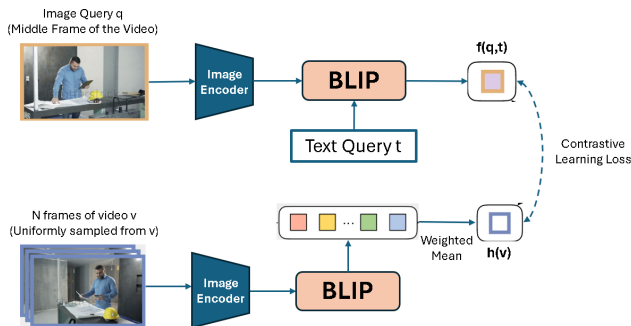 Image Query q
(Middle Frame of the Video)
Image
Encoder
BLIP
f(q,t)
Text Query t
Contrastive
Learning Loss
N frames of video v
(Uniformly sampled from v)
...
Weighted
Mean
h(v)
Image
Encoder
BLIP